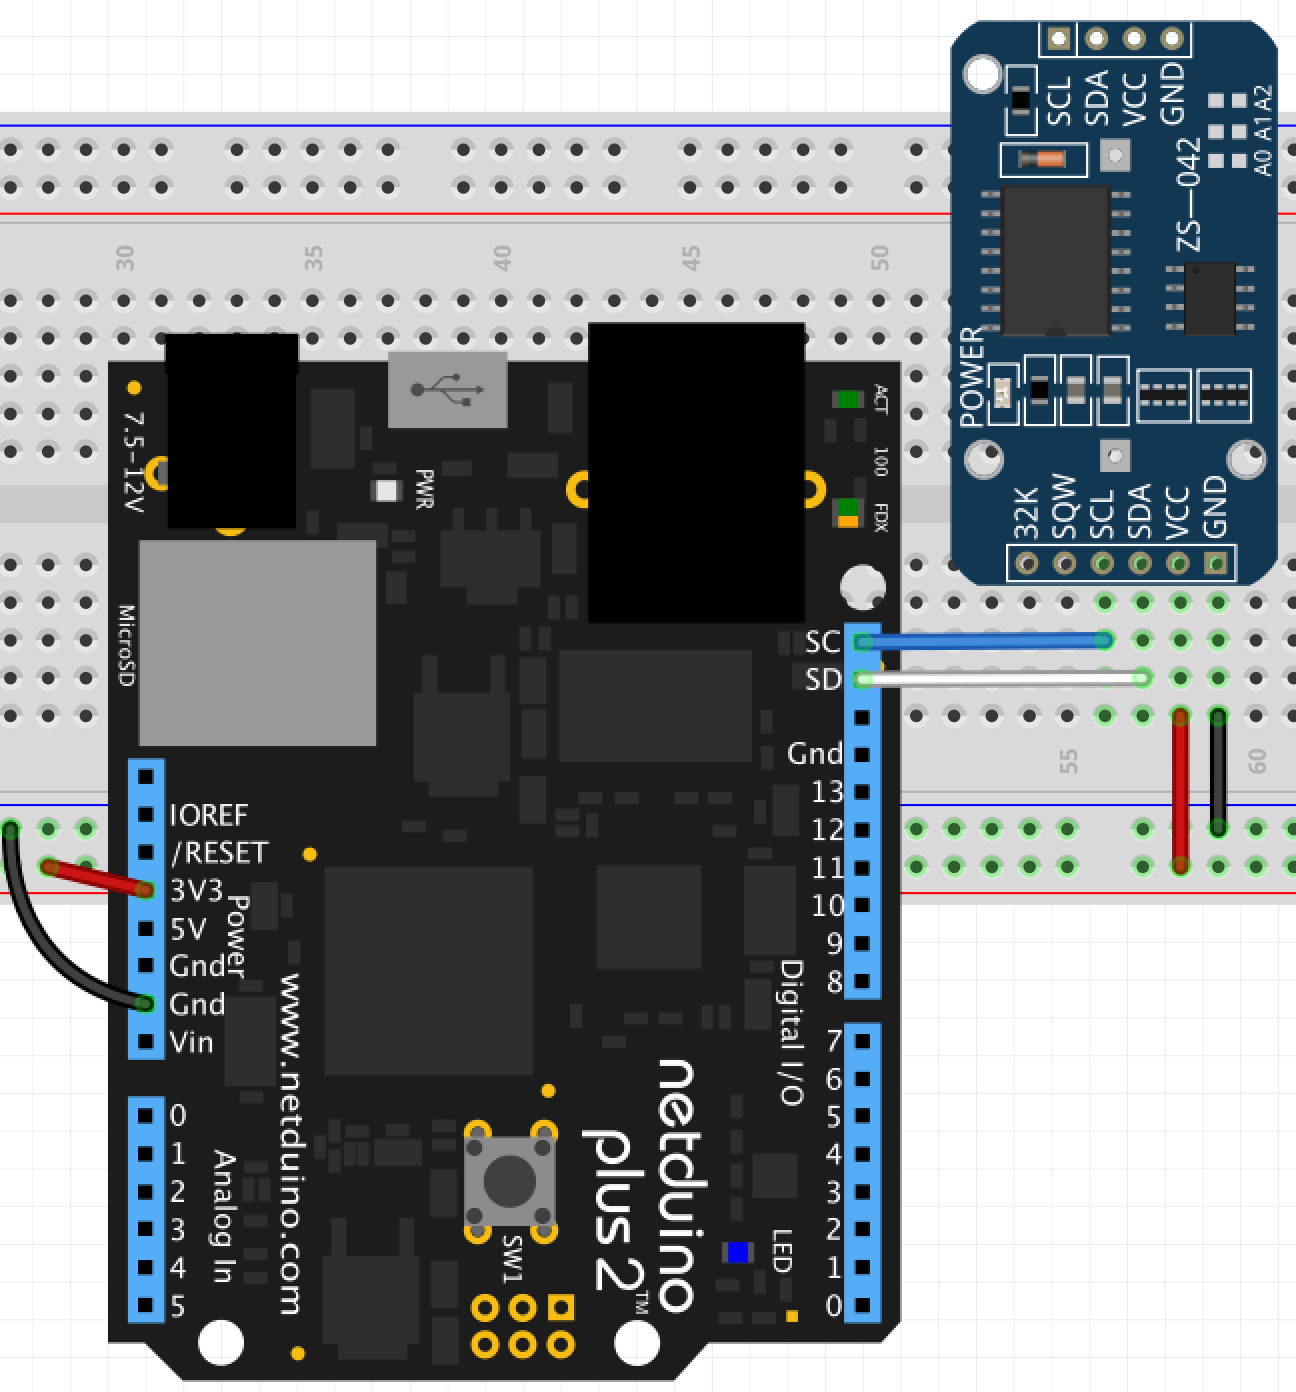 SCL
SDA
VCC
GND
A0 A1 A2
ZS—042
POWER
32K
SQW
SCL
SDA
VCC
GND
30
35
40
45
50
55
60
7.5-12V
PWR
ACT
100
FDX
MicroSD
SC
SD
Gnd
13
12
11
10
9
8
7
6
5
4
3
2
1
0
Digital I/O
IOREF
/RESET
3V3
5V
Gnd
Gnd
Vin
Power
0
1
2
3
4
5
Analog In
www.netduino.com
netduino
plus 2™
SW1
LED